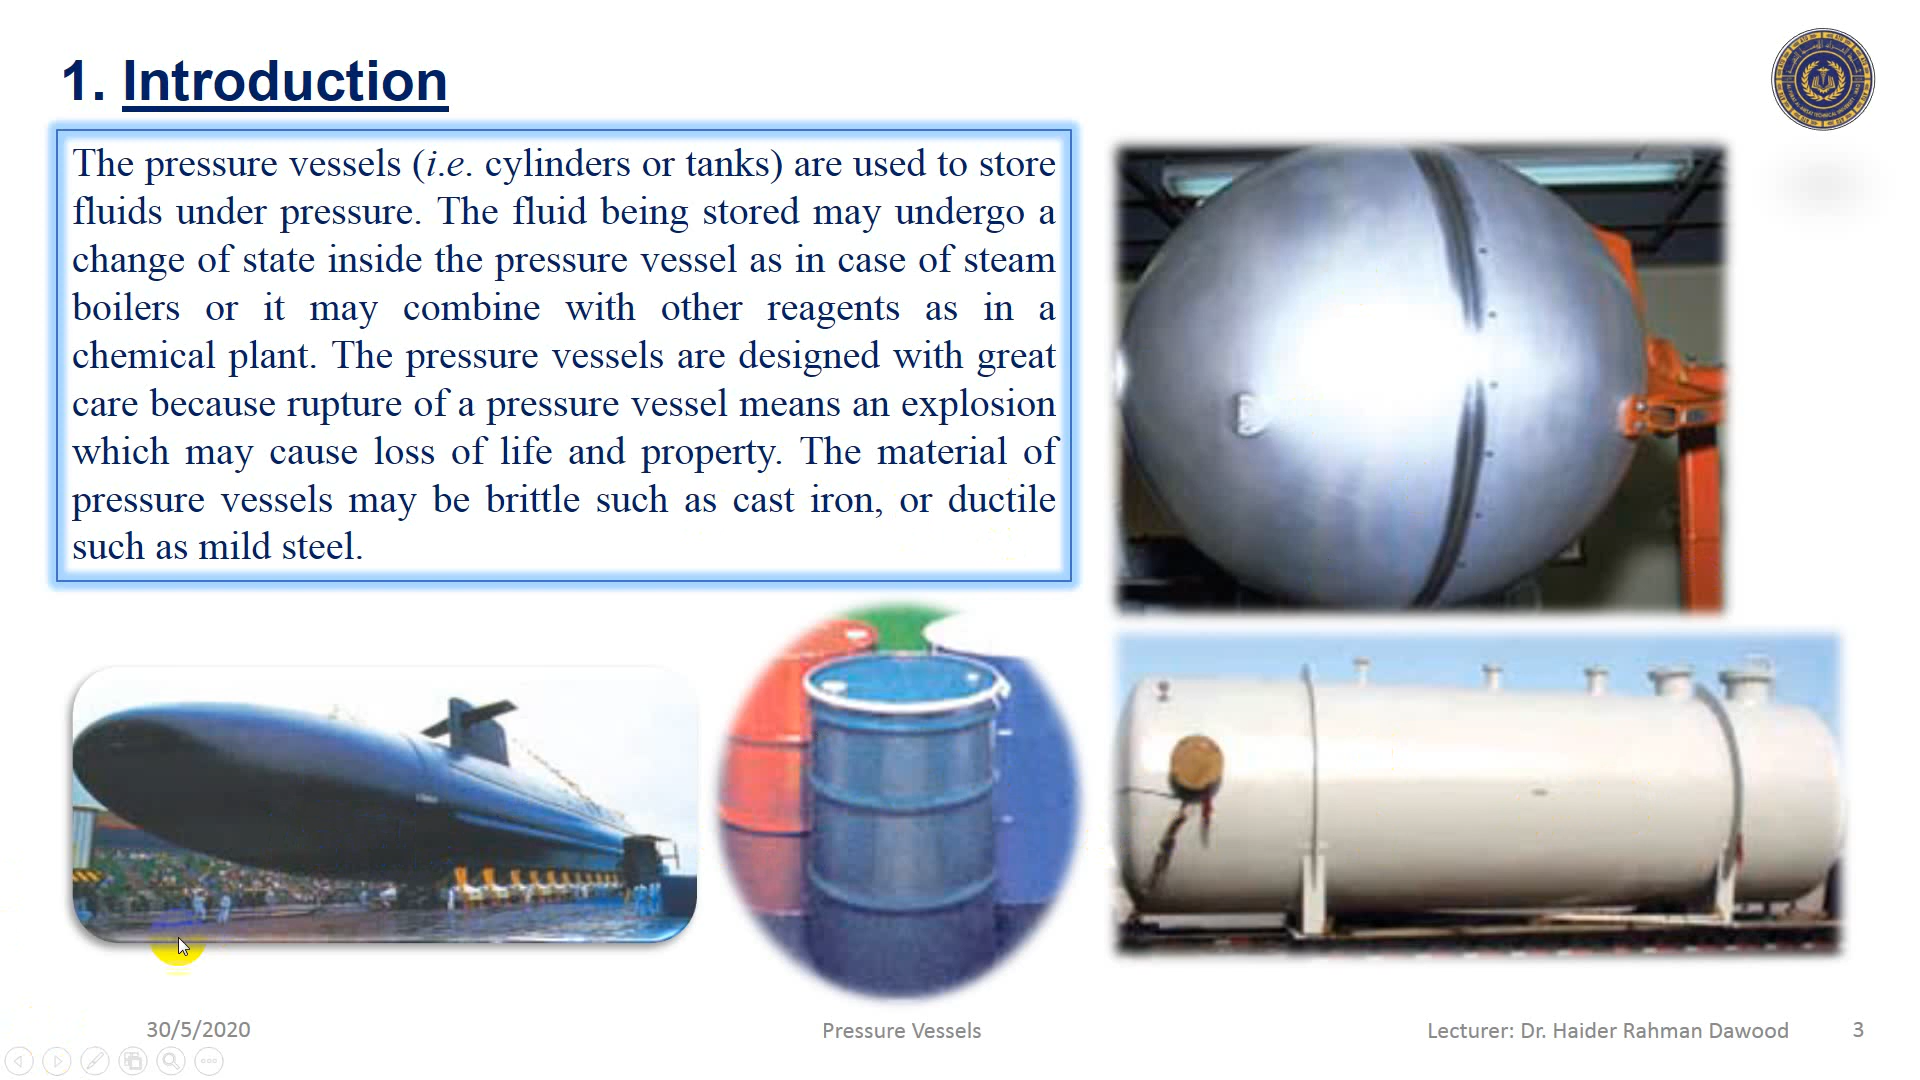 1. Introduction
The pressure vessels (i.e. cylinders or tanks) are used to store
fluids under pressure. The fluid being stored may undergo a
change of state inside the pressure vessel as in case of steam
boilers or it may combine with other reagents as in a
chemical plant. The pressure vessels are designed with great
care because rupture of a pressure vessel means an explosion
which may cause loss of life and property. The material of
pressure vessels may be brittle such as cast iron, or ductile
such as mild steel.
30/5/2020
Pressure Vessels
Lecturer: Dr. Haider Rahman Dawood
3